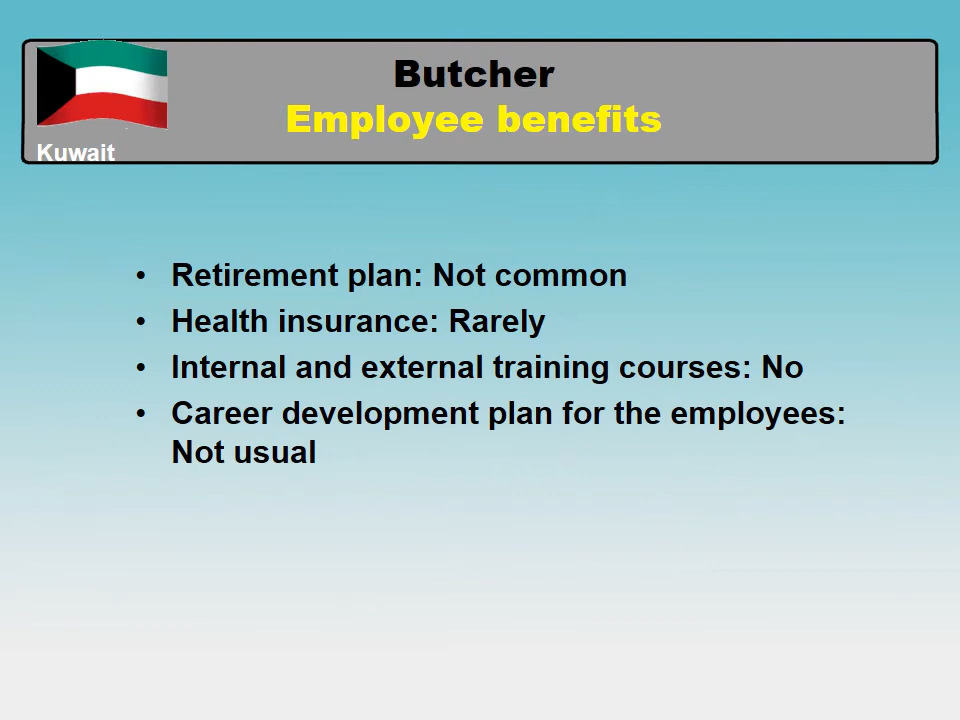 Butcher
Employee benefits
Kuwait
• Retirement plan: Not common
• Health insurance: Rarely
• Internal and external training courses: No
• Career development plan for the employees:
Not usual